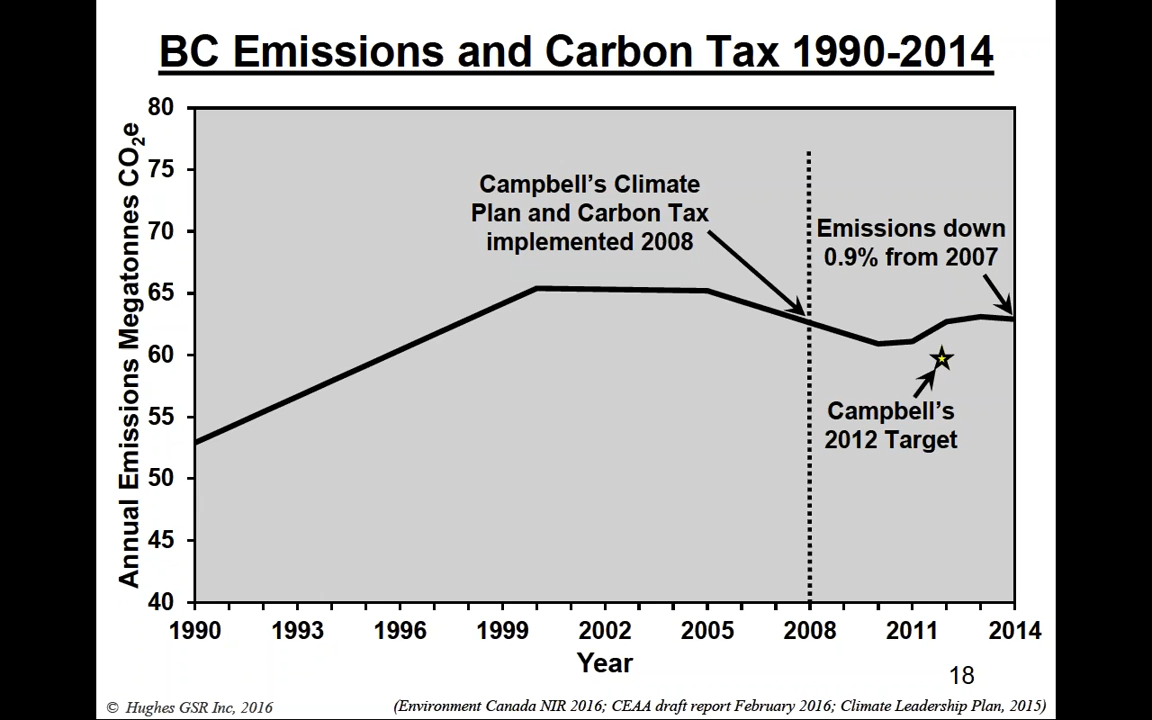 BC Emissions and Carbon Tax 1990-2014
Annual Emissions Megatonnes CO₂e
80
75
70
65
60
55
50
45
40
Campbell’s Climate
Plan and Carbon Tax
implemented 2008
Emissions down
0.9% from 2007
Campbell’s
2012 Target
1990 1993 1996 1999 2002 2005 2008 2011 2014
Year
18
© Hughes GSR Inc, 2016
(Environment Canada NIR 2016; CEAA draft report February 2016; Climate Leadership Plan, 2015)